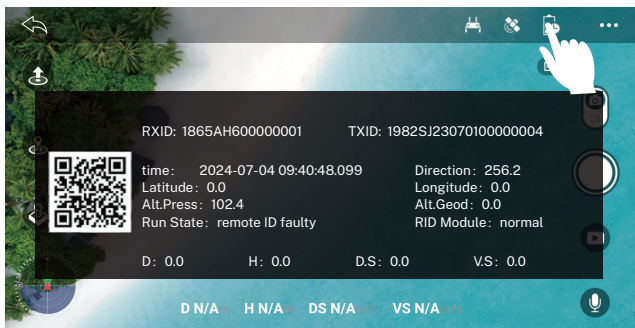 RXID: 1865AH600000001 TXID: 1982SJ23070100000004
time: 2024-07-04 09:40:48.099 Direction: 256.2
Latitude: 0.0 Longitude: 0.0
Alt.Press: 102.4 Alt.Geod: 0.0
Run State: remote ID faulty RID Module: normal
D: 0.0 H: 0.0 D.S: 0.0 V.S: 0.0
D N/A H N/A DS N/A VS N/A